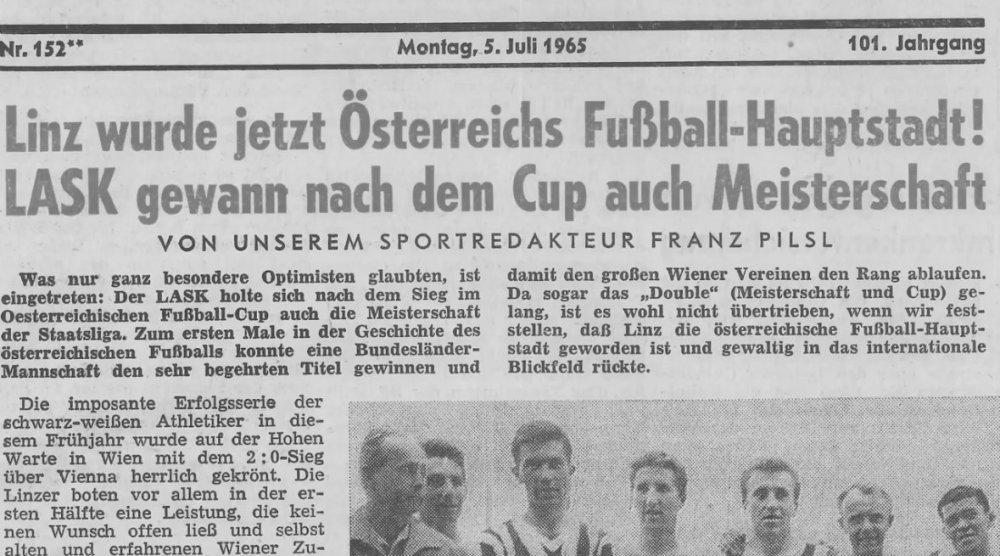 Nr. 152** Montag, 5. Juli 1965 101. Jahrgang
Linz wurde jetzt Österreichs Fußball-Hauptstadt!
LASK gewann nach dem Cup auch Meisterschaft
VON UNSEREM SPORTREDAKTEUR FRANZ PILSL
Was nur ganz besondere Optimisten glaubten, ist
eingetreten: Der LASK holte sich nach dem Sieg im
Oesterreichischen Fußball-Cup auch die Meisterschaft
der Staatsliga. Zum ersten Male in der Geschichte des
österreichischen Fußballs konnte eine Bundesländer-
Mannschaft den sehr begehrten Titel gewinnen und
damit den großen Wiener Vereinen den Rang ablaufen.
Da sogar das „Double“ (Meisterschaft und Cup) ge-
lang, ist es wohl nicht übertrieben, wenn wir fest-
stellen, daß Linz die österreichische Fußball-Haupt-
stadt geworden ist und gewaltig in das internationale
Blickfeld rückte.
Die imposante Erfolgsserie der
schwarz-weißen Athletiker in die-
sem Frühjahr wurde auf der Hohen
Warte in Wien mit dem 2:0-Sieg
über Vienna herrlich gekrönt. Die
Linzer boten vor allem in der er-
sten Hälfte eine Leistung, die kei-
nen Wunsch offen ließ und selbst
alten und erfahrenen Wiener Zu-